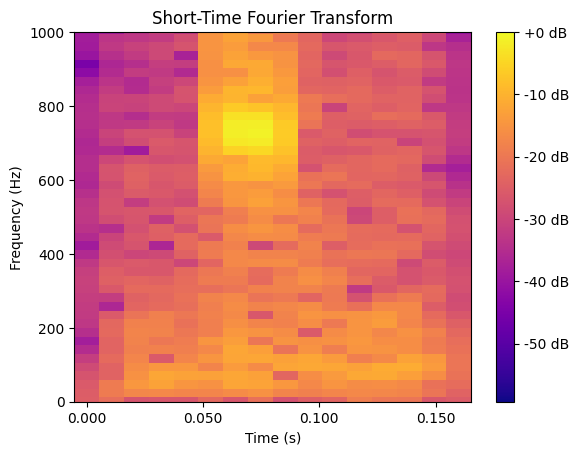 Short-Time Fourier Transform
1000
800
600
400
200
0
Frequency (Hz)
0.000
0.050
0.100
0.150
Time (s)
+0 dB
-10 dB
-20 dB
-30 dB
-40 dB
-50 dB